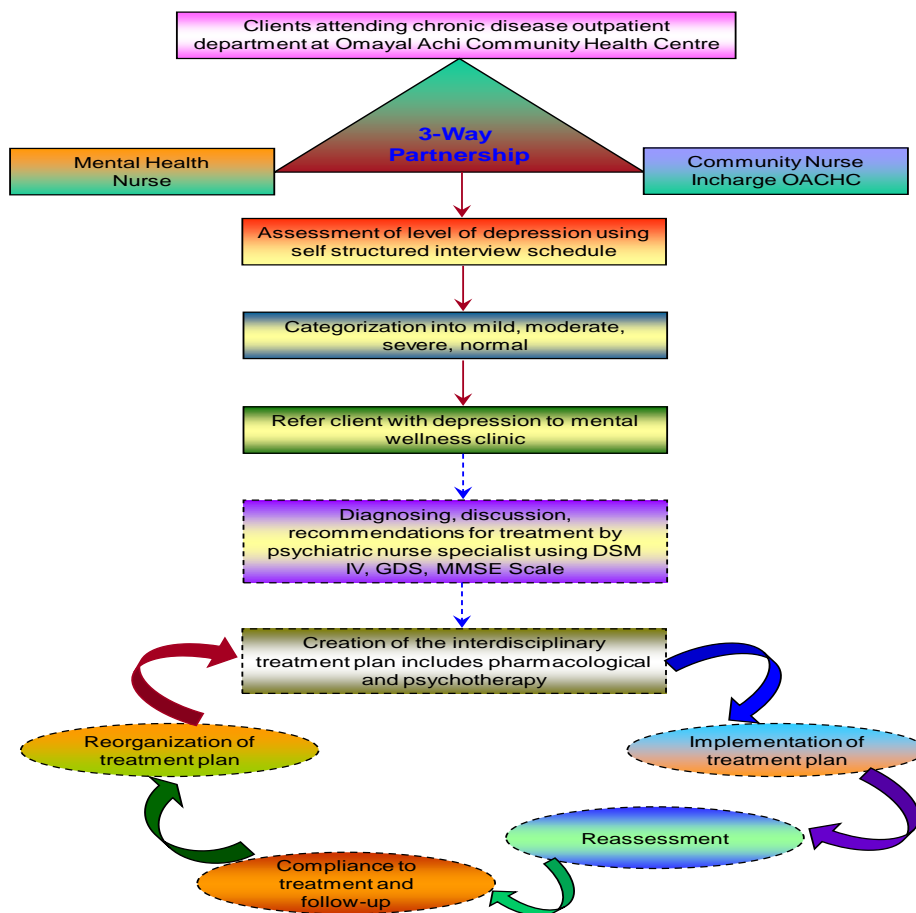 Clients attending chronic disease outpatient
department at Omayal Achi Community Health Centre
3-Way
Partnership
Mental Health
Nurse
Community Nurse
Incharge OACHC
Assessment of level of depression using
self structured interview schedule
Categorization into mild, moderate,
severe, normal
Refer client with depression to mental
wellness clinic
Diagnosing, discussion,
recommendations for treatment by
psychiatric nurse specialist using DSM
IV, GDS, MMSE Scale
Creation of the interdisciplinary
treatment plan includes pharmacological
and psychotherapy
Reorganization of
treatment plan
Implementation of
treatment plan
Reassessment
Compliance to
treatment and
follow-up